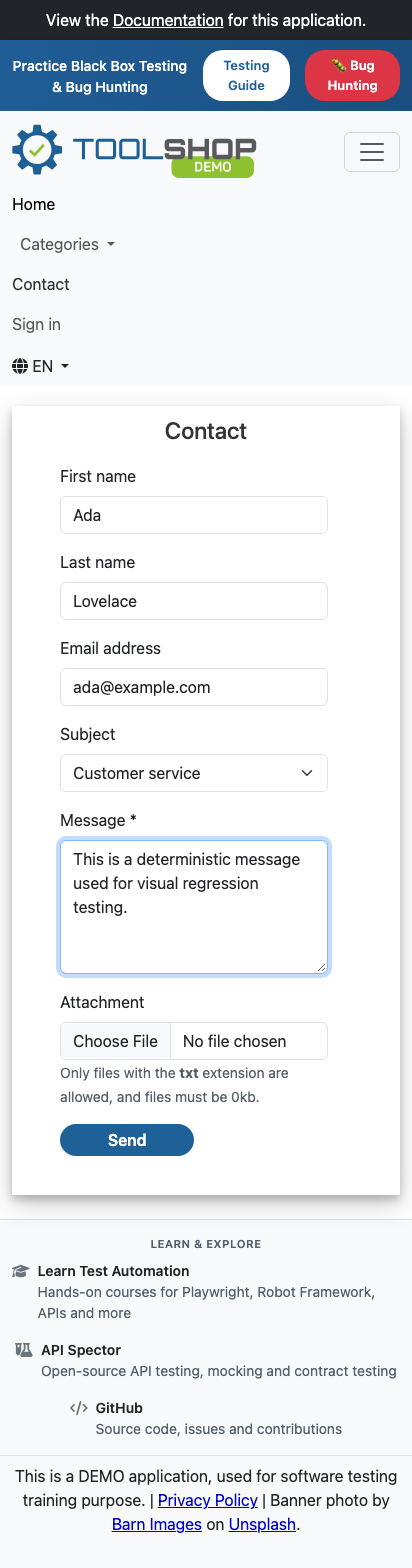 View the Documentation for this application.
Practice Black Box Testing
& Bug Hunting
Testing
Guide
🐛 Bug
Hunting
TOOLSHOP
DEMO
Home
Categories
Contact
Sign in
EN
Contact
First name
Ada
Last name
Lovelace
Email address
ada@example.com
Subject
Customer service
Message *
This is a deterministic message
used for visual regression
testing.
Attachment
Choose File No file chosen
Only files with the txt extension are
allowed, and files must be 0kb.
Send
LEARN & EXPLORE
Learn Test Automation
Hands-on courses for Playwright, Robot Framework,
APIs and more
API Spector
Open-source API testing, mocking and contract testing
GitHub
Source code, issues and contributions
This is a DEMO application, used for software testing
training purpose. | Privacy Policy | Banner photo by
Barn Images on Unsplash.